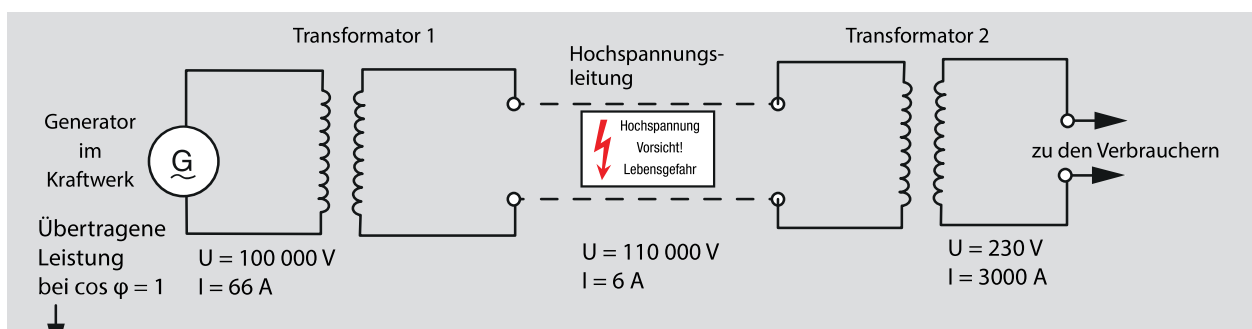 Transformator 1
Transformator 2
Hochspannungs-
leitung
Generator
im
Kraftwerk
G
Hochspannung
Vorsicht!
Lebensgefahr
zu den Verbrauchern
Übertragene
Leistung
bei cos φ = 1
U = 100 000 V
I = 66 A
U = 110 000 V
I = 6 A
U = 230 V
I = 3000 A